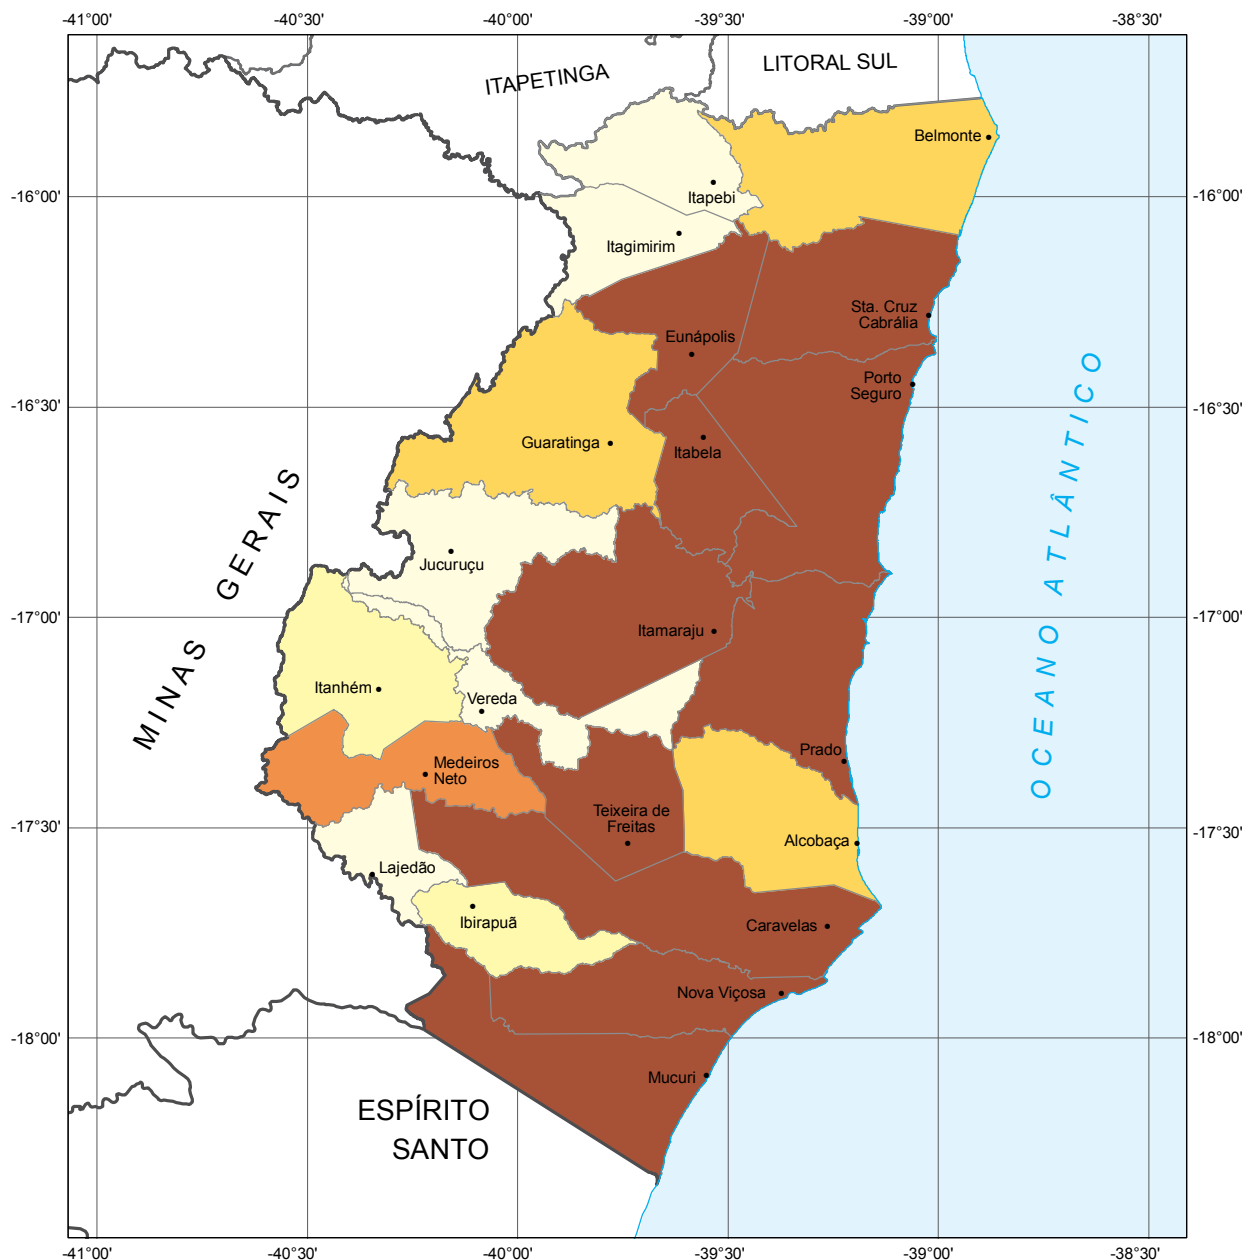 -41°00'
-40°30'
-40°00'
-39°30'
-39°00'
-38°30'
ITAPETINGA
LITORAL SUL
Belmonte
-16°00'
-16°00'
Itapebi
Itagimirim
Sta. Cruz
Cabrália
Eunápolis
Porto
Seguro
-16°30'
-16°30'
Guaratinga
Itabela
MINAS GERAIS
OCEANO ATLÂNTICO
Jucuruçu
-17°00'
-17°00'
Itamaraju
Itanhém
Vereda
Prado
Medeiros
Neto
Teixeira de
Freitas
-17°30'
-17°30'
Alcobaça
Lajedão
Ibirapuã
Caravelas
Nova Viçosa
-18°00'
-18°00'
Mucuri
ESPÍRITO
SANTO
-41°00'
-40°30'
-40°00'
-39°30'
-39°00'
-38°30'